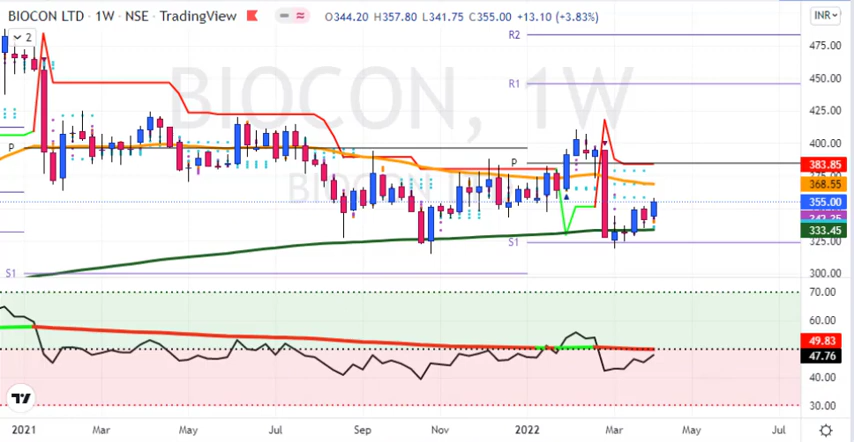 BIOCON LTD · 1W · NSE · TradingView
O344.20 H357.80 L341.75 C355.00 +13.10 (+3.83%)
INR
2
BIOCON, 1W
BIOCON LTD
R2
475.00
450.00
R1
425.00
400.00
P
P
383.85
368.55
355.00
333.45
S1
325.00
S1
300.00
70.00
60.00
49.83
47.76
30.00
2021 Mar May Jul Sep Nov 2022 Mar May Jul